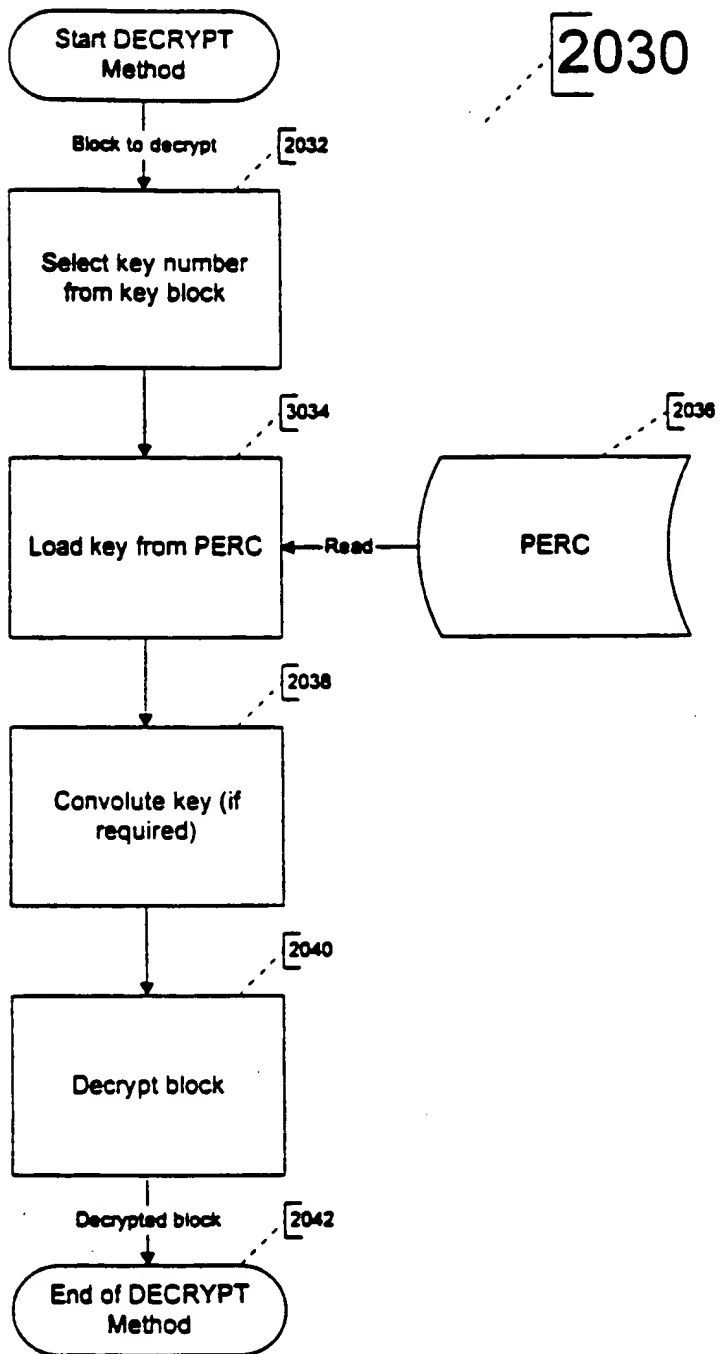 Start DECRYPT
Method
2030
Block to decrypt
2032
Select key number
from key block
3034
2036
Load key from PERC
Read
PERC
2038
Convolute key (if
required)
2040
Decrypt block
Decrypted block
2042
End of DECRYPT
Method